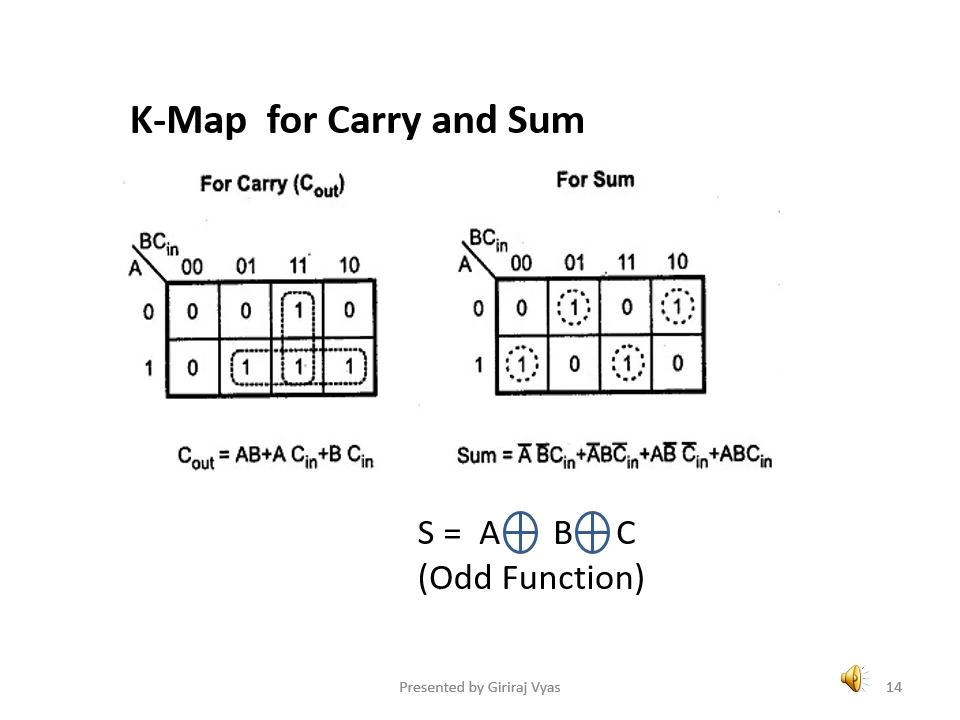 K-Map for Carry and Sum
For Carry (Cout)
For Sum
BCin
A 00 01 11 10
0 0 0 1 0
1 0 1 1 1
BCin
A 00 01 11 10
0 0 1 0 1
1 1 0 1 0
Cout = AB+A Cin+B Cin
Sum = A̅ B̅Cin+A̅BC̅in+AB̅ C̅in+ABCin
S = A ⊕ B ⊕ C
(Odd Function)
Presented by Giriraj Vyas
14